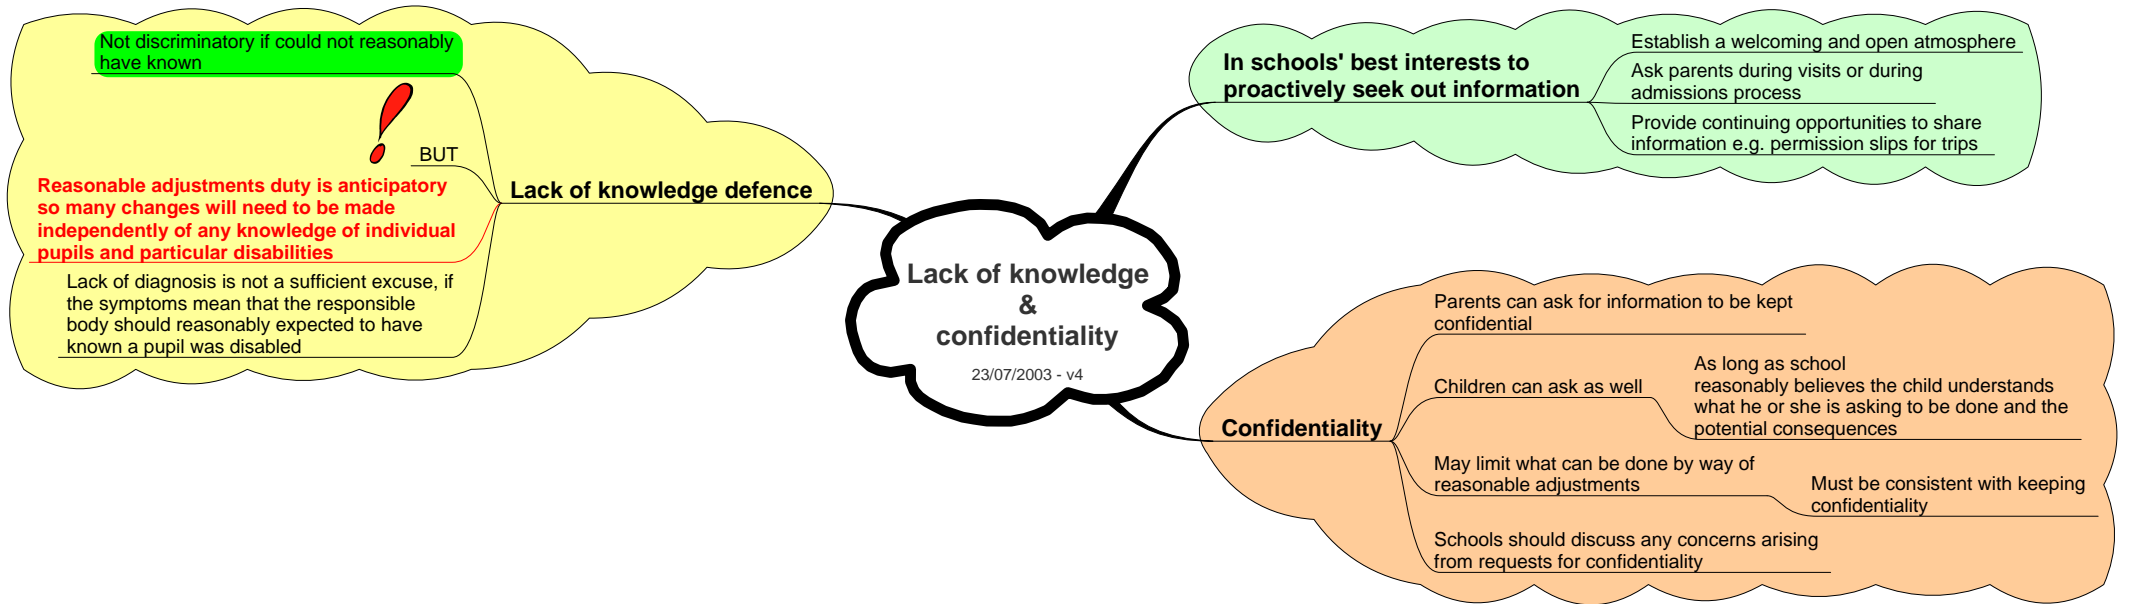 Lack of knowledge
&
confidentiality
23/07/2003 - v4
In schools' best interests to
proactively seek out information
Establish a welcoming and open atmosphere
Ask parents during visits or during
admissions process
Provide continuing opportunities to share
information e.g. permission slips for trips
Confidentiality
Parents can ask for information to be kept
confidential
Children can ask as well
As long as school
reasonably believes the child understands
what he or she is asking to be done and the
potential consequences
May limit what can be done by way of
reasonable adjustments
Must be consistent with keeping
confidentiality
Schools should discuss any concerns arising
from requests for confidentiality
Lack of knowledge defence
Not discriminatory if could not reasonably
have known
BUT
Reasonable adjustments duty is anticipatory
so many changes will need to be made
independently of any knowledge of individual
pupils and particular disabilities
Lack of diagnosis is not a sufficient excuse, if
the symptoms mean that the responsible
body should reasonably expected to have
known a pupil was disabled